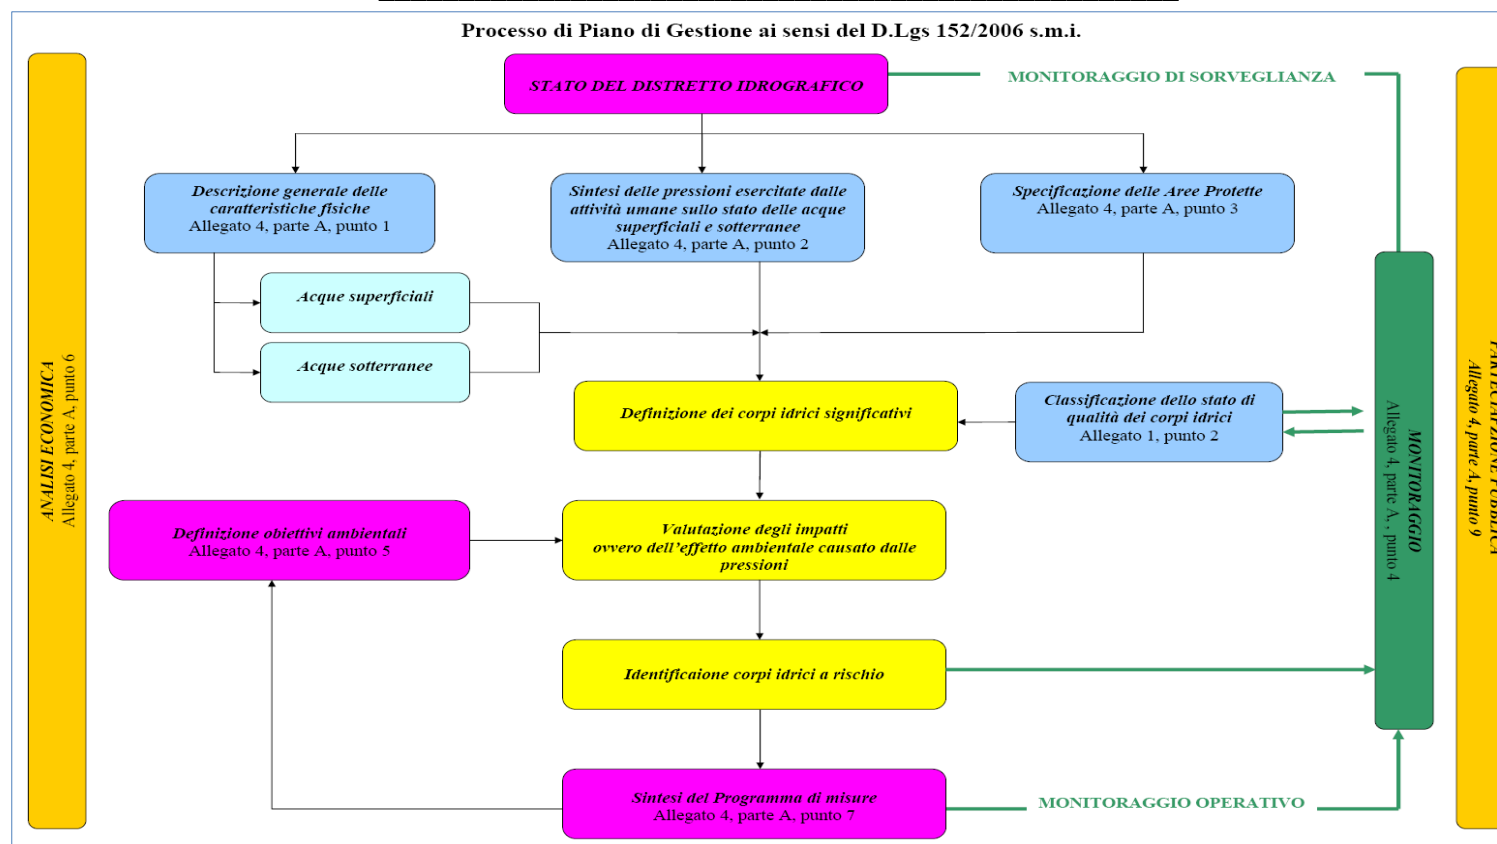 Processo di Piano di Gestione ai sensi del D.Lgs 152/2006 s.m.i.
STATO DEL DISTRETTO IDROGRAFICO
MONITORAGGIO DI SORVEGLIANZA
Descrizione generale delle
caratteristiche fisiche
Allegato 4, parte A, punto 1
Sintesi delle pressioni esercitate dalle
attività umane sullo stato delle acque
superficiali e sotterranee
Allegato 4, parte A, punto 2
Specificazione delle Aree Protette
Allegato 4, parte A, punto 3
Acque superficiali
Acque sotterranee
Definizione dei corpi idrici significativi
Classificazione dello stato di
qualità dei corpi idrici
Allegato 1, punto 2
Definizione obiettivi ambientali
Allegato 4, parte A, punto 5
Valutazione degli impatti
ovvero dell'effetto ambientale causato dalle
pressioni
Identificaione corpi idrici a rischio
Sintesi del Programma di misure
Allegato 4, parte A, punto 7
MONITORAGGIO OPERATIVO
ANALISI ECONOMICA
Allegato 4, parte A, punto 6
MONITORAGGIO
Allegato 4, parte A, , punto 4
PARTECIAPZIONE PUBBLICA
Allegato 4, parte A, punto 9